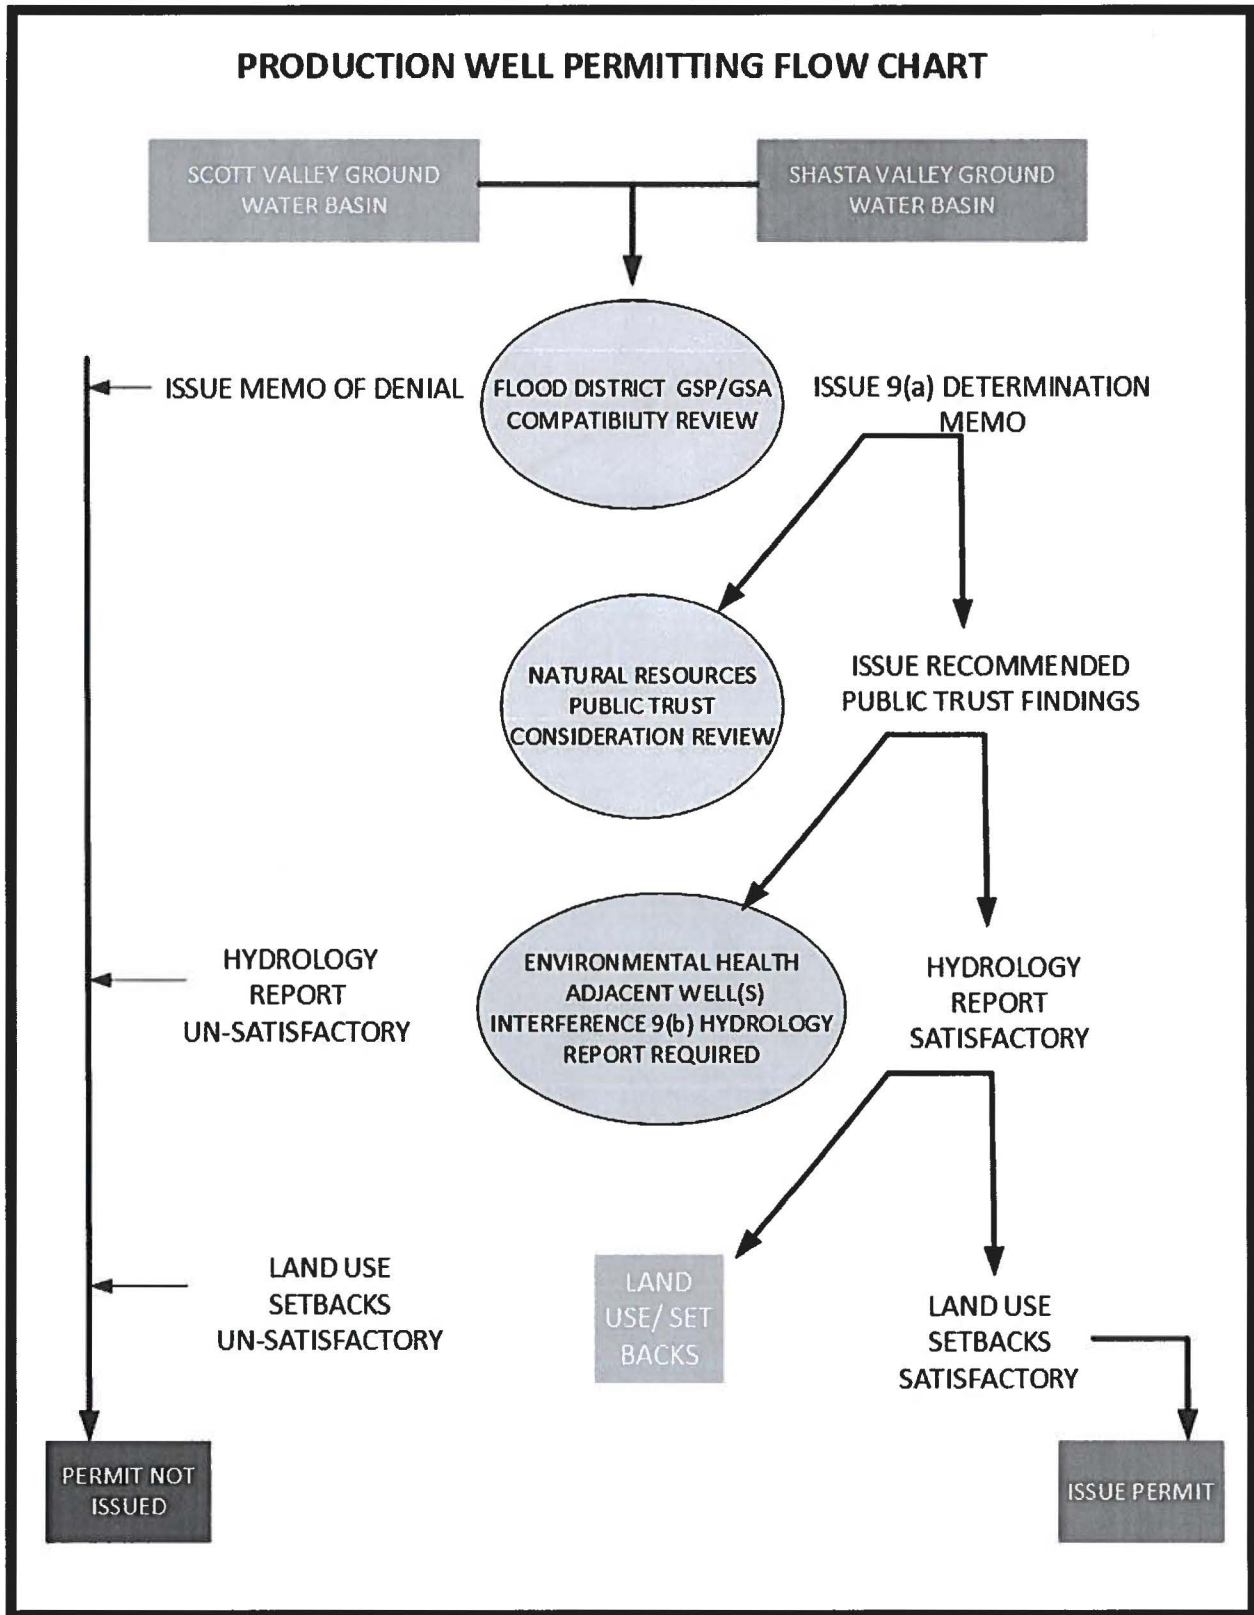 PRODUCTION WELL PERMITTING FLOW CHART
SCOTT VALLEY GROUND
WATER BASIN
SHASTA VALLEY GROUND
WATER BASIN
ISSUE MEMO OF DENIAL
FLOOD DISTRICT GSP/GSA
COMPATIBILITY REVIEW
ISSUE 9(a) DETERMINATION
MEMO
NATURAL RESOURCES
PUBLIC TRUST
CONSIDERATION REVIEW
ISSUE RECOMMENDED
PUBLIC TRUST FINDINGS
HYDROLOGY
REPORT
UN-SATISFACTORY
ENVIRONMENTAL HEALTH
ADJACENT WELL(S)
INTERFERENCE 9(b) HYDROLOGY
REPORT REQUIRED
HYDROLOGY
REPORT
SATISFACTORY
LAND USE
SETBACKS
UN-SATISFACTORY
LAND
USE/ SET
BACKS
LAND USE
SETBACKS
SATISFACTORY
PERMIT NOT
ISSUED
ISSUE PERMIT